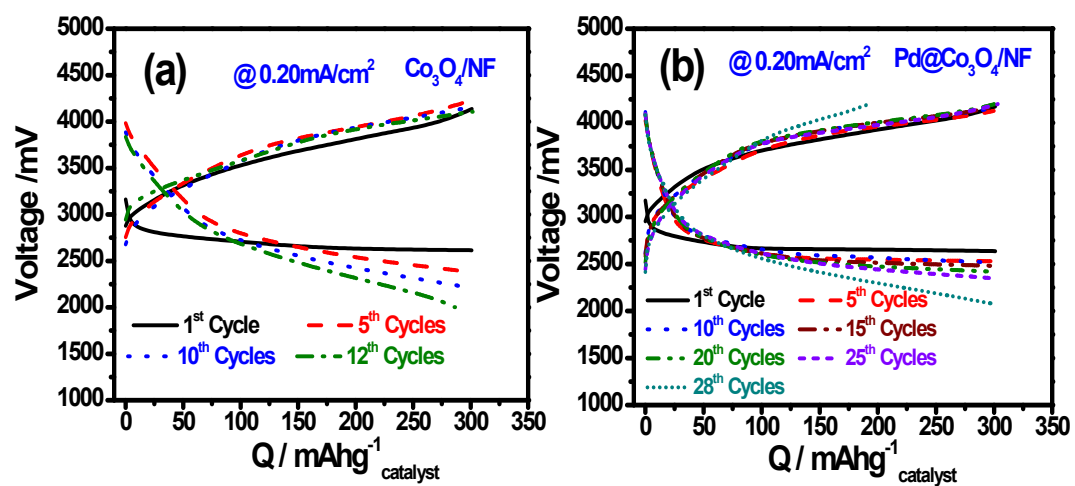 (a) @ 0.20mA/cm² Co₃O₄/NF
5000
4500
4000
3500
3000
2500
2000
1500
1000
Voltage /mV
1ˢᵗ Cycle 5ᵗʰ Cycles
10ᵗʰ Cycles 12ᵗʰ Cycles
0 50 100 150 200 250 300
Q / mAhg⁻¹catalyst
(b) @ 0.20mA/cm² Pd@Co₃O₄/NF
5000
4500
4000
3500
3000
2500
2000
1500
1000
Voltage /mV
1ˢᵗ Cycle 5ᵗʰ Cycles
10ᵗʰ Cycles 15ᵗʰ Cycles
20ᵗʰ Cycles 25ᵗʰ Cycles
28ᵗʰ Cycles
0 50 100 150 200 250 300 350
Q / mAhg⁻¹catalyst